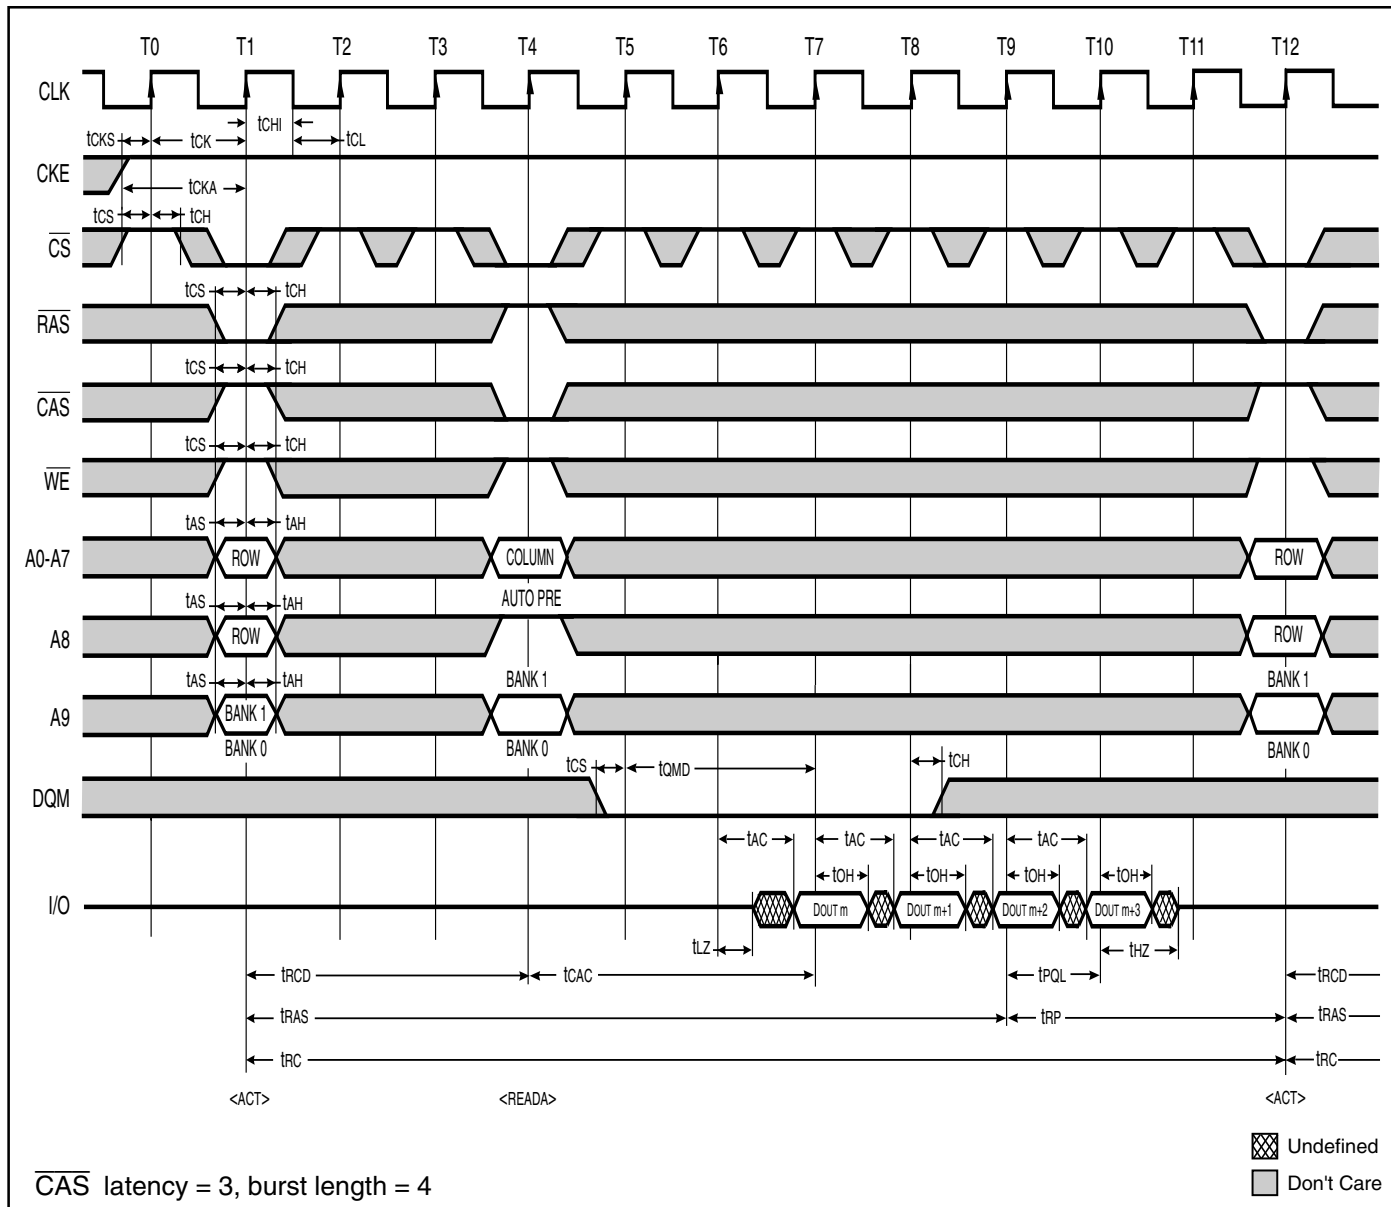 T0 T1 T2 T3 T4 T5 T6 T7 T8 T9 T10 T11 T12
CLK
tCHI
tCKS tCK tCL
CKE
tCKA
tCS tCH
CS
tCS tCH
RAS
tCS tCH
CAS
tCS tCH
WE
tAS tAH
A0-A7 ROW COLUMN ROW
AUTO PRE
tAS tAH
A8 ROW ROW
BANK 1 BANK 1
tAS tAH
A9 BANK 1
BANK 0 BANK 0 BANK 0
tCS tQMD tCH
DQM
tAC tAC tAC tAC
tOH tOH tOH tOH
I/O DOUT m DOUT m+1 DOUT m+2 DOUT m+3
tLZ tHZ
tRCD tCAC tPQL tRCD
tRAS tRP tRAS
tRC tRC
<ACT> <READA> <ACT>
Undefined
CAS latency = 3, burst length = 4
Don't Care